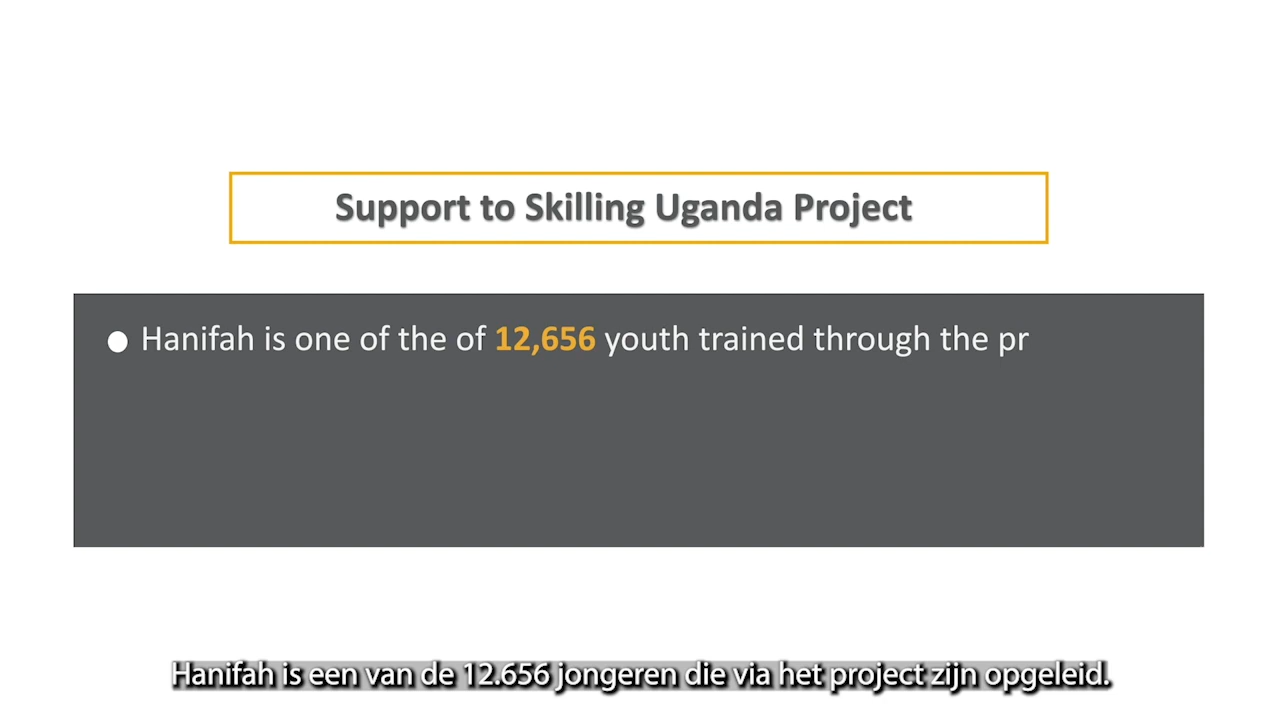 Support to Skilling Uganda Project
● Hanifah is one of the of 12,656 youth trained through the pr
Hanifah is een van de 12.656 jongeren die via het project zijn opgeleid.